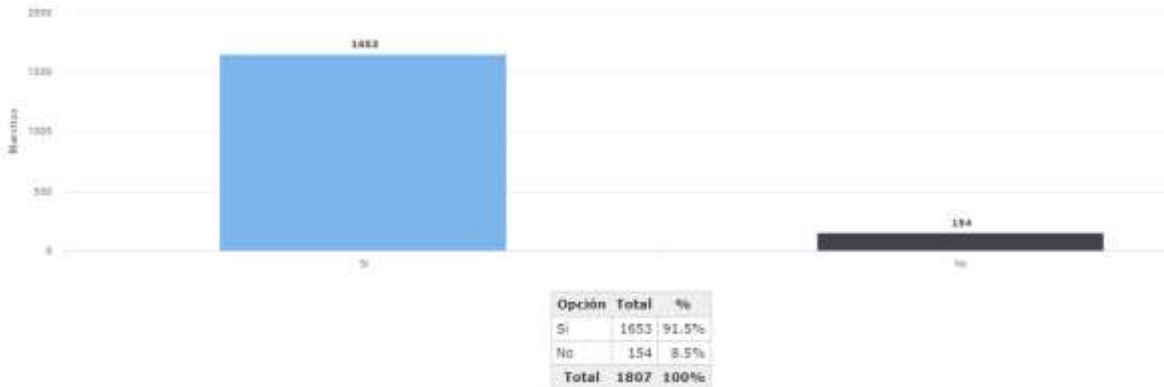 2000
1653
1500
Maestros
1000
500
154
0
Si
No
Opción Total %
Si 1653 91.5%
No 154 8.5%
Total 1807 100%